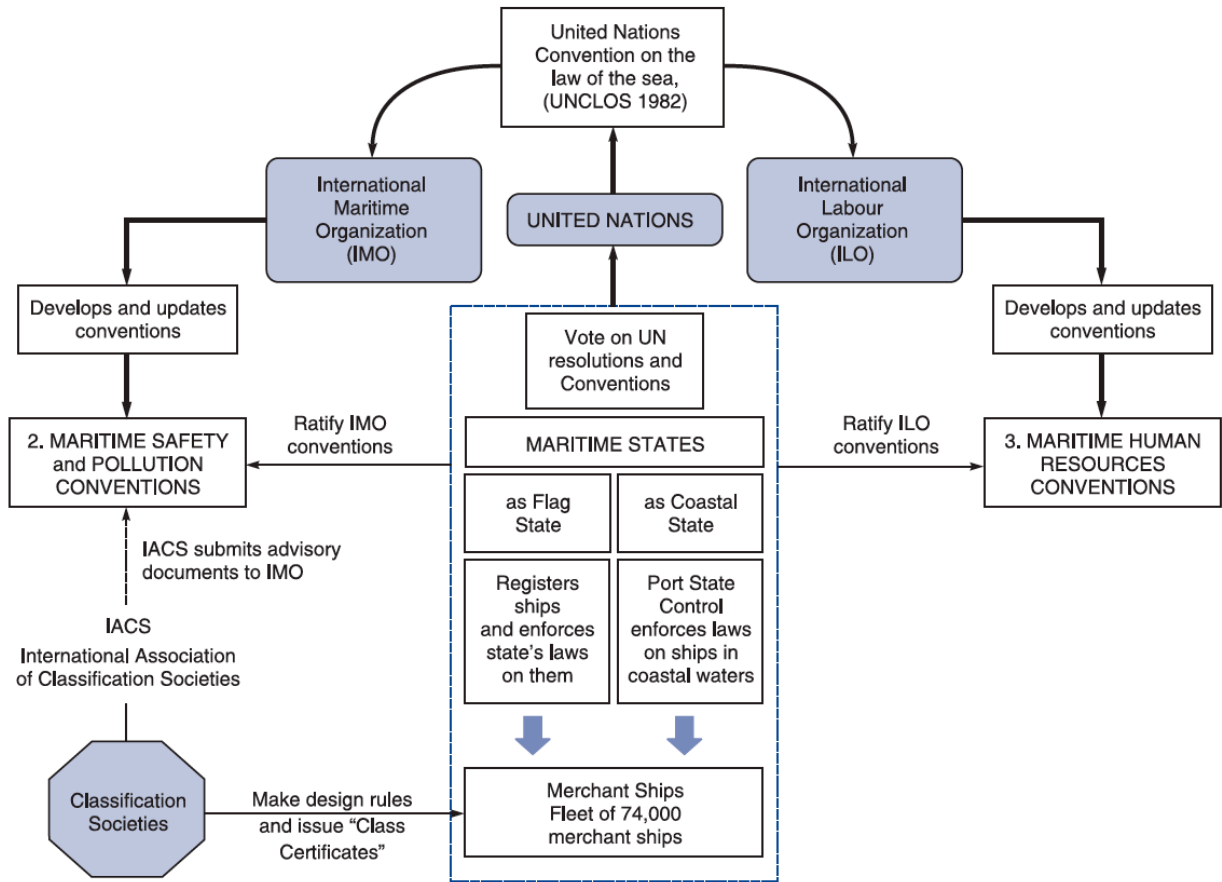 United Nations
Convention on the
law of the sea,
(UNCLOS 1982)
International
Maritime
Organization
(IMO)
UNITED NATIONS
International
Labour
Organization
(ILO)
Develops and updates
conventions
Vote on UN
resolutions and
Conventions
Develops and updates
conventions
2. MARITIME SAFETY
and POLLUTION
CONVENTIONS
Ratify IMO
conventions
MARITIME STATES
Ratify ILO
conventions
3. MARITIME HUMAN
RESOURCES
CONVENTIONS
as Flag
State
as Coastal
State
IACS submits advisory
documents to IMO
Registers
ships
and enforces
state's laws
on them
Port State
Control
enforces laws
on ships in
coastal waters
IACS
International Association
of Classification Societies
Classification
Societies
Make design rules
and issue “Class
Certificates”
Merchant Ships
Fleet of 74,000
merchant ships